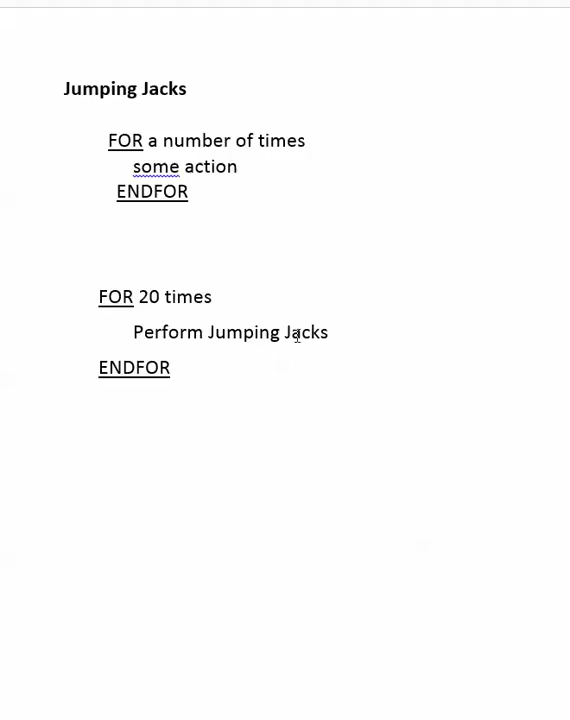 Jumping Jacks
FOR a number of times
some action
ENDFOR
FOR 20 times
Perform Jumping Jacks
ENDFOR